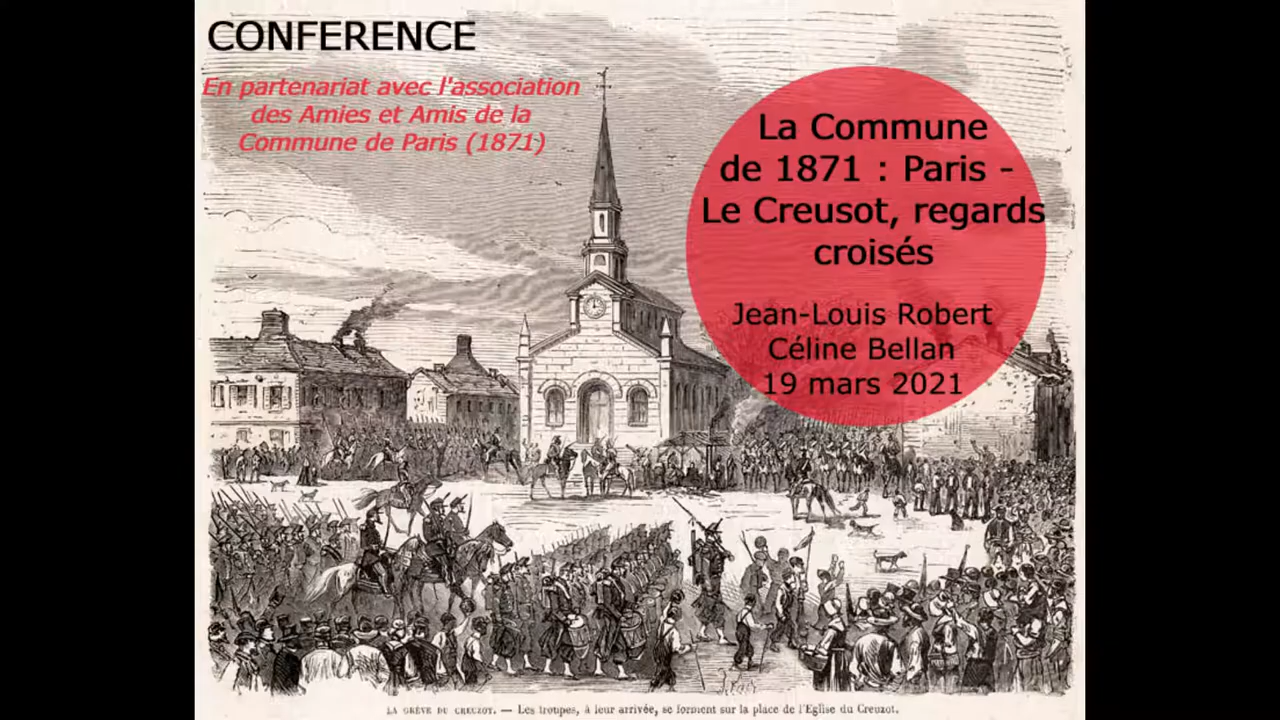 CONFERENCE
En partenariat avec l'association
des Amies et Amis de la
Commune de Paris (1871)
La Commune
de 1871 : Paris -
Le Creusot, regards
croisés
Jean-Louis Robert
Céline Bellan
19 mars 2021
LA GRÈVE DU CREUZOT. — Les troupes, à leur arrivée, se forment sur la place de l'Eglise du Creuzot.